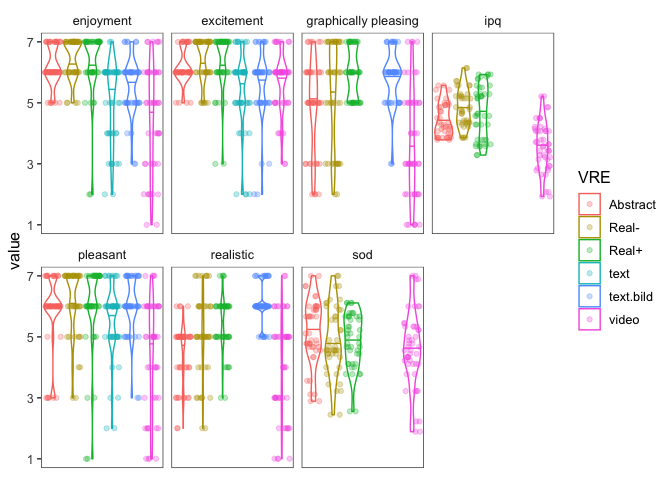 enjoyment excitement graphically pleasing ipq
7
5
3
1
pleasant realistic sod
7
5
3
1
value
VRE
Abstract
Real-
Real+
text
text.bild
video